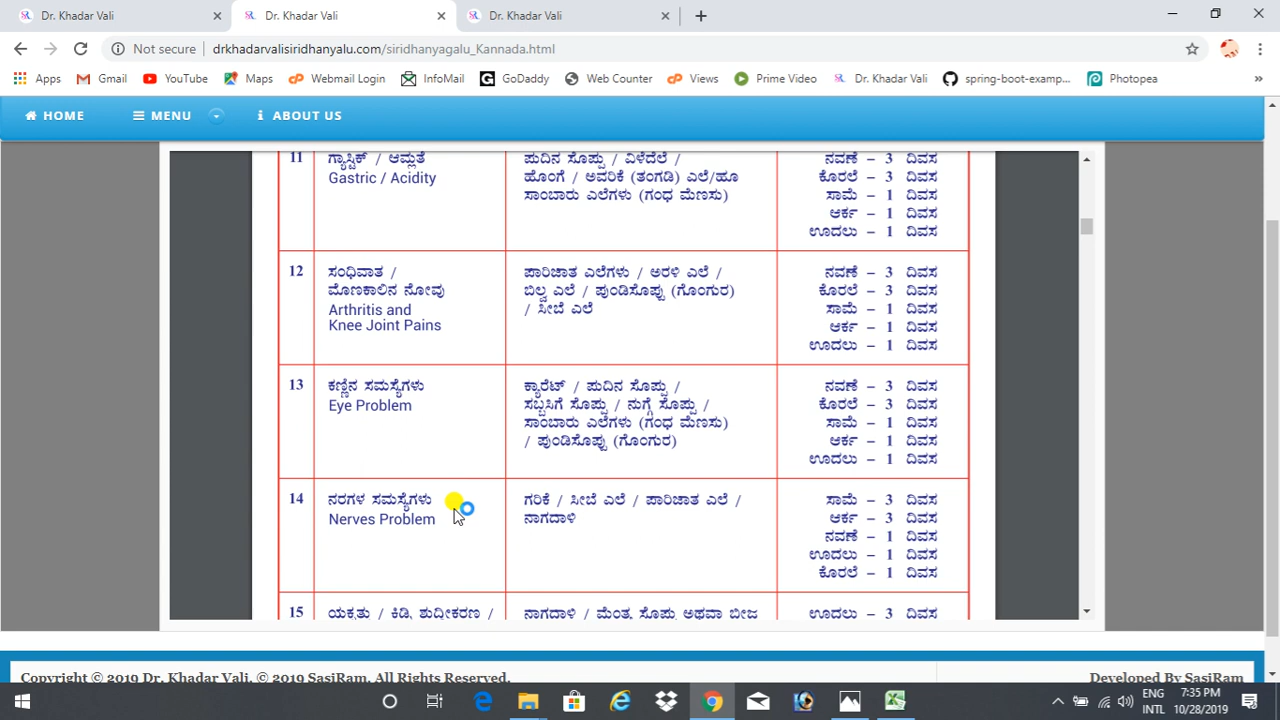 Dr. Khadar Vali
Dr. Khadar Vali
Dr. Khadar Vali
Not secure
drkhadarvalisiridhanyalu.com/siridhanyagalu_Kannada.html
Apps
Gmail
YouTube
Maps
Webmail Login
InfoMail
GoDaddy
Web Counter
Views
Prime Video
Dr. Khadar Vali
spring-boot-examp...
Photopea
HOME
MENU
ABOUT US
11
ಗ್ಯಾಸ್ಟ್ರಿಕ್ / ಆಮ್ಲತೆ
Gastric / Acidity
ಪುದಿನ ಸೊಪ್ಪು / ವಿಳೆದೆಲೆ /
ಹೊಂಗೆ / ಅವರಿಕೆ (ತಂಗಡಿ) ಎಲೆ/ಹೂ
ಸಾಂಬಾರು ಎಲೆಗಳು (ಗಂಧ ಮೆಣಸು)
ನವಣೆ – 3 ದಿವಸ
ಕೊರಲೆ – 3 ದಿವಸ
ಸಾಮೆ – 1 ದಿವಸ
ಆರ್ಕ – 1 ದಿವಸ
ಊದಲು – 1 ದಿವಸ
12
ಸಂಧಿವಾತ /
ಮೊಣಕಾಲಿನ ನೋವು
Arthritis and
Knee Joint Pains
ಪಾರಿಜಾತ ಎಲೆಗಳು / ಅರಳಿ ಎಲೆ /
ಬಿಲ್ವ ಎಲೆ / ಪುಂಡಿಸೊಪ್ಪು (ಗೊಂಗುರ)
/ ಸೀಬೆ ಎಲೆ
ನವಣೆ – 3 ದಿವಸ
ಕೊರಲೆ – 3 ದಿವಸ
ಸಾಮೆ – 1 ದಿವಸ
ಆರ್ಕ – 1 ದಿವಸ
ಊದಲು – 1 ದಿವಸ
13
ಕಣ್ಣಿನ ಸಮಸ್ಯೆಗಳು
Eye Problem
ಕ್ಯಾರೆಟ್ / ಪುದಿನ ಸೊಪ್ಪು /
ಸಬ್ಬಸಿಗೆ ಸೊಪ್ಪು / ನುಗ್ಗೆ ಸೊಪ್ಪು /
ಸಾಂಬಾರು ಎಲೆಗಳು (ಗಂಧ ಮೆಣಸು)
/ ಪುಂಡಿಸೊಪ್ಪು (ಗೊಂಗುರ)
ನವಣೆ – 3 ದಿವಸ
ಕೊರಲೆ – 3 ದಿವಸ
ಸಾಮೆ – 1 ದಿವಸ
ಆರ್ಕ – 1 ದಿವಸ
ಊದಲು – 1 ದಿವಸ
14
ನರಗಳ ಸಮಸ್ಯೆಗಳು
Nerves Problem
ಗರಿಕೆ / ಸೀಬೆ ಎಲೆ / ಪಾರಿಜಾತ ಎಲೆ /
ನಾಗದಾಳಿ
ಸಾಮೆ – 3 ದಿವಸ
ಆರ್ಕ – 3 ದಿವಸ
ನವಣೆ – 1 ದಿವಸ
ಊದಲು – 1 ದಿವಸ
ಕೊರಲೆ – 1 ದಿವಸ
15
ಯಕೃತು / ಕಿಡ್ನಿ ಶುದ್ಧೀಕರಣ /
ನಾಗದಾಳಿ / ಮೆಂತ್ಯ ಸೊಪ್ಪು ಅಥವಾ ಬೀಜ
ಊದಲು – 3 ದಿವಸ
Copyright © 2019 Dr. Khadar Vali. © 2019 SasiRam. All Rights Reserved.
Developed By SasiRam
ENG
INTL
7:35 PM
10/28/2019